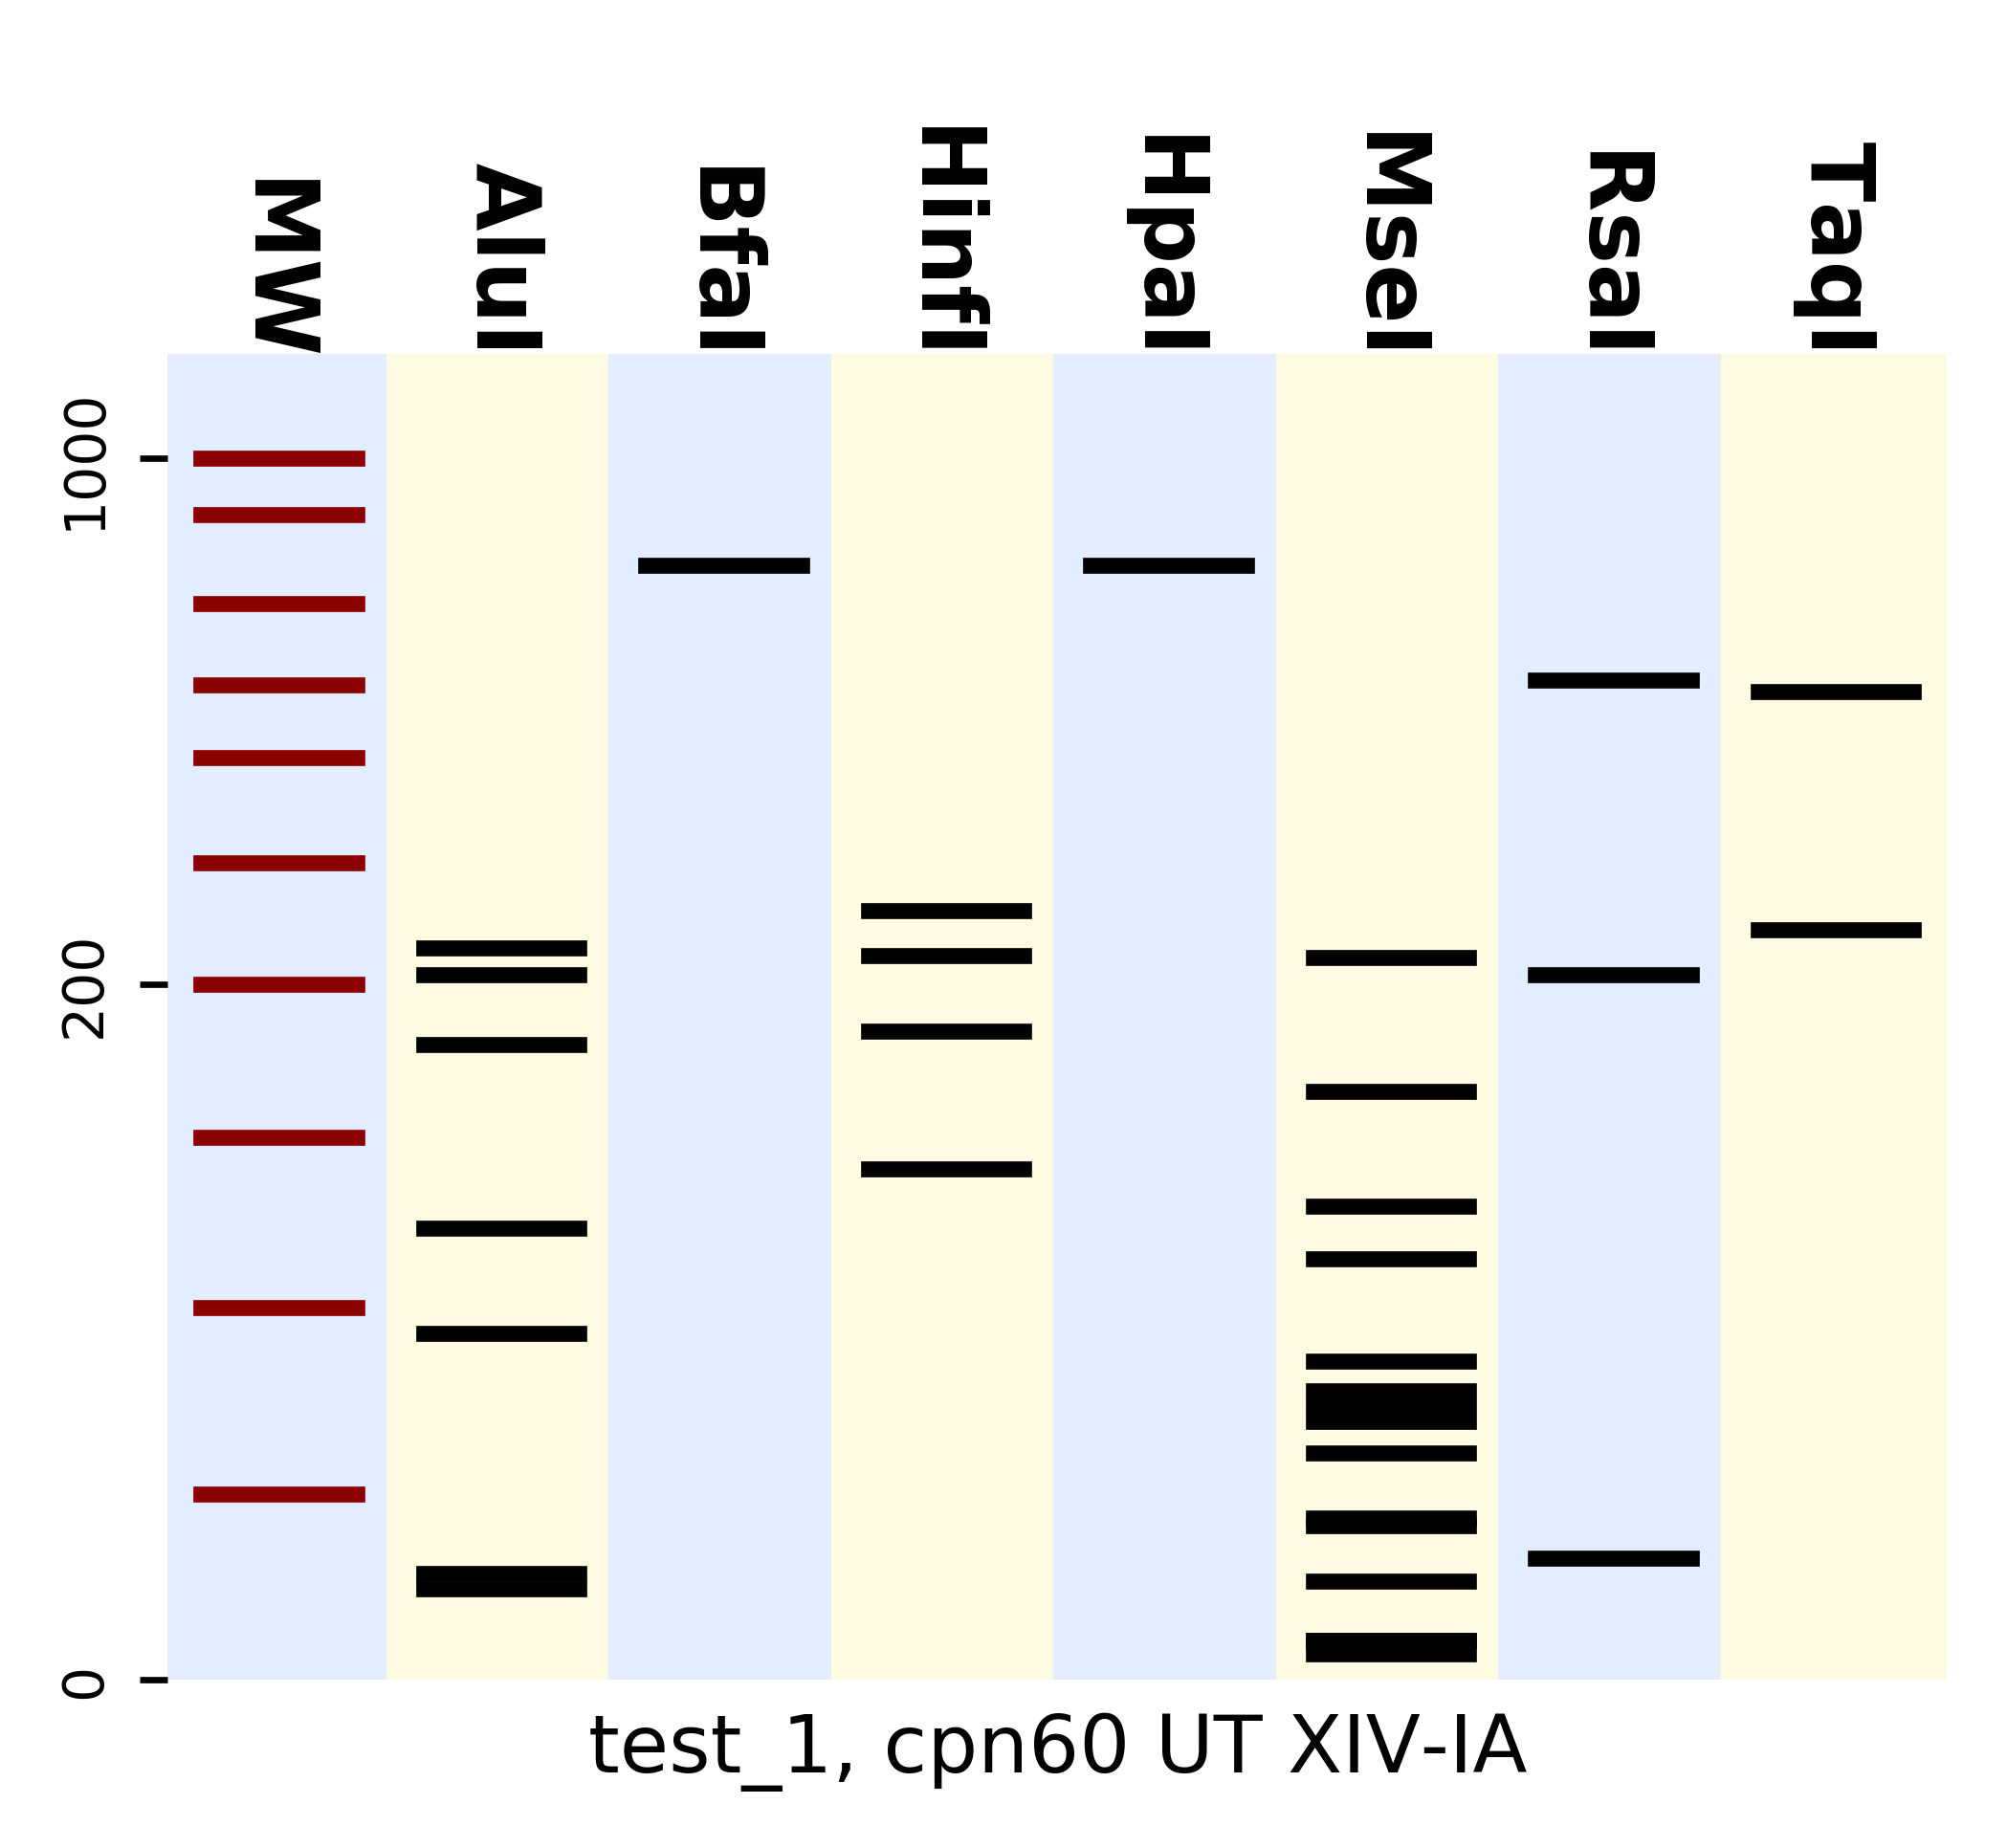 MW
AluI
BfaI
HinfI
HpaI
MseI
RsaI
TaqI
1000
200
0
test_1, cpn60 UT XIV-IA